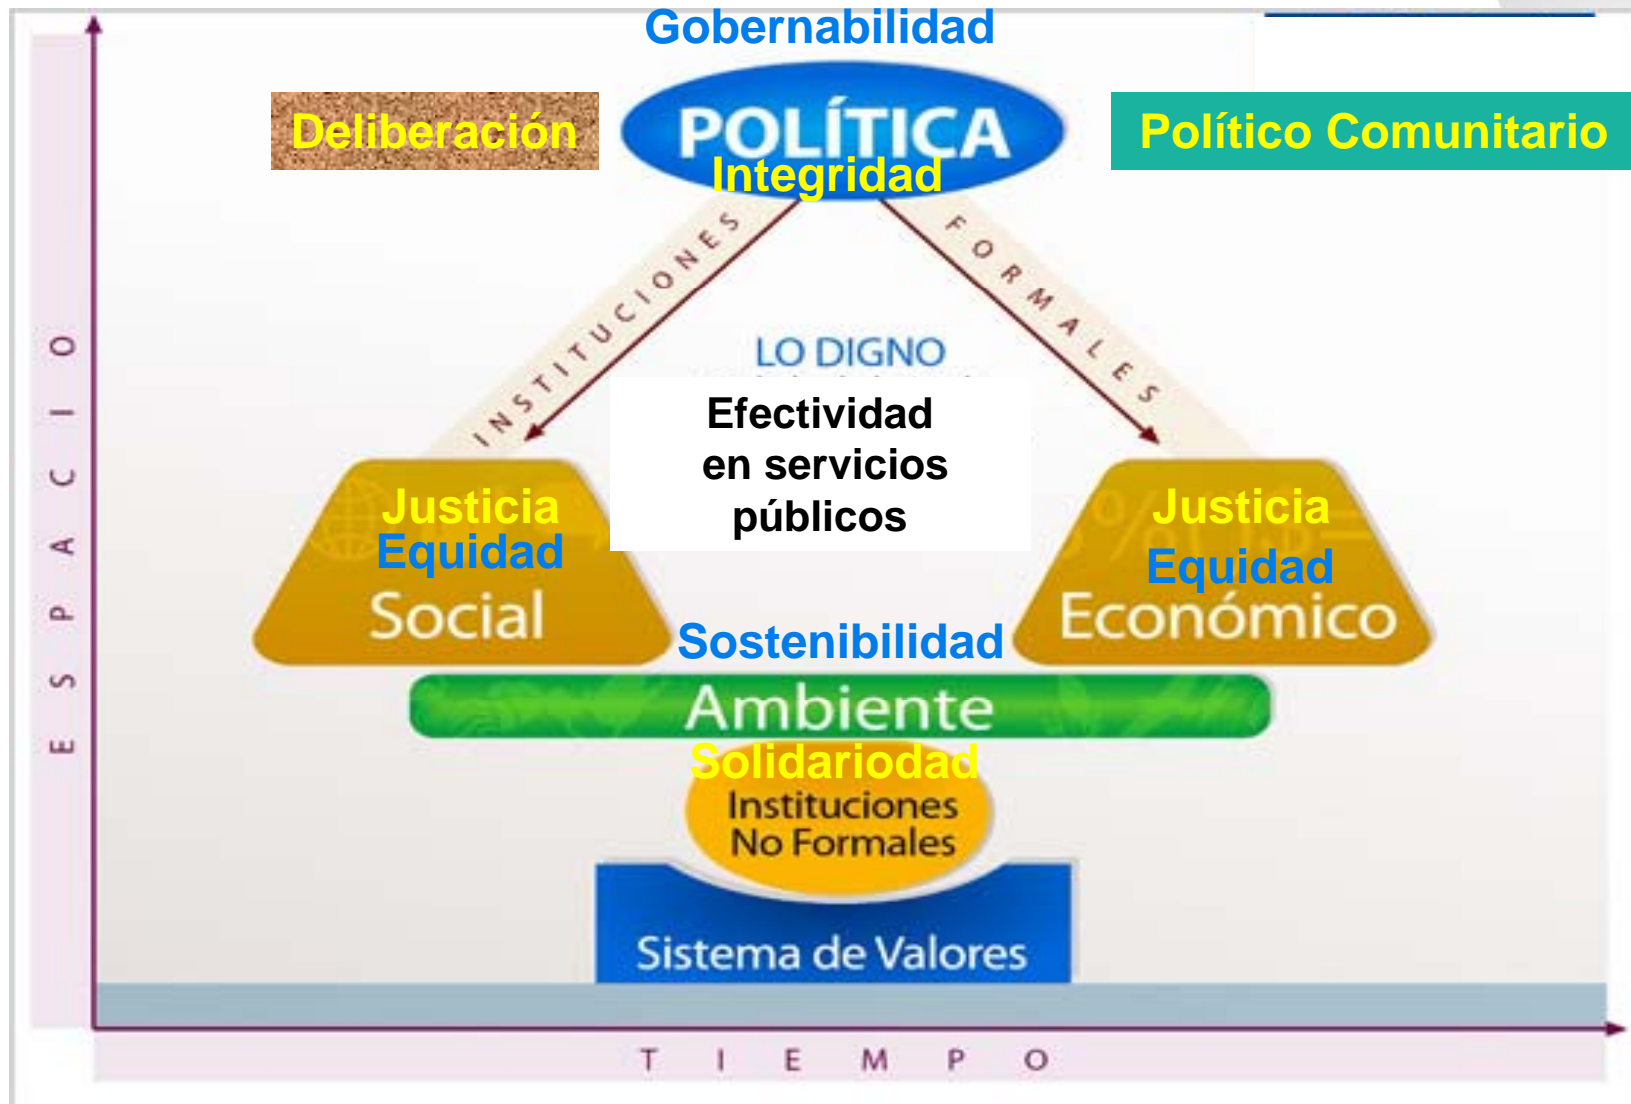 Gobernabilidad
Deliberación
POLÍTICA
Integridad
Político Comunitario
INSTITUCIONES
FORMALES
LO DIGNO
Efectividad
en servicios
públicos
Justicia
Equidad
Social
Justicia
Equidad
Económico
Sostenibilidad
Ambiente
Solidariodad
Instituciones
No Formales
Sistema de Valores
ESPACIO
TIEMPO